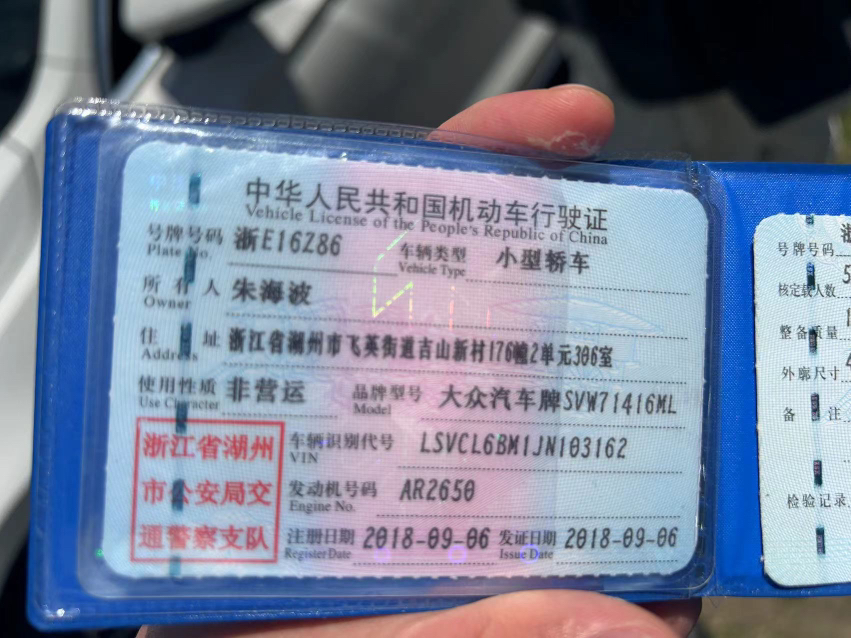 中华人民共和国机动车行驶证
Vehicle License of the People's Republic of China
号牌号码 浙E16Z86 车辆类型 小型轿车
Plate No. Vehicle Type
所有人 朱海波
Owner
住址 浙江省湖州市飞英街道吉山新村176幢2单元306室
Address
使用性质 非营运 品牌型号 大众汽车牌SVW71416ML
Use Character Model
浙江省湖州
市公安局交
通警察支队
车辆识别代号 LSVCL6BM1JN103162
VIN
发动机号码 AR2650
Engine No.
注册日期 2018-09-06 发证日期 2018-09-06
Register Date Issue Date
号牌号码
核定载人数 5
整备质量
外廓尺寸
备注
检验记录